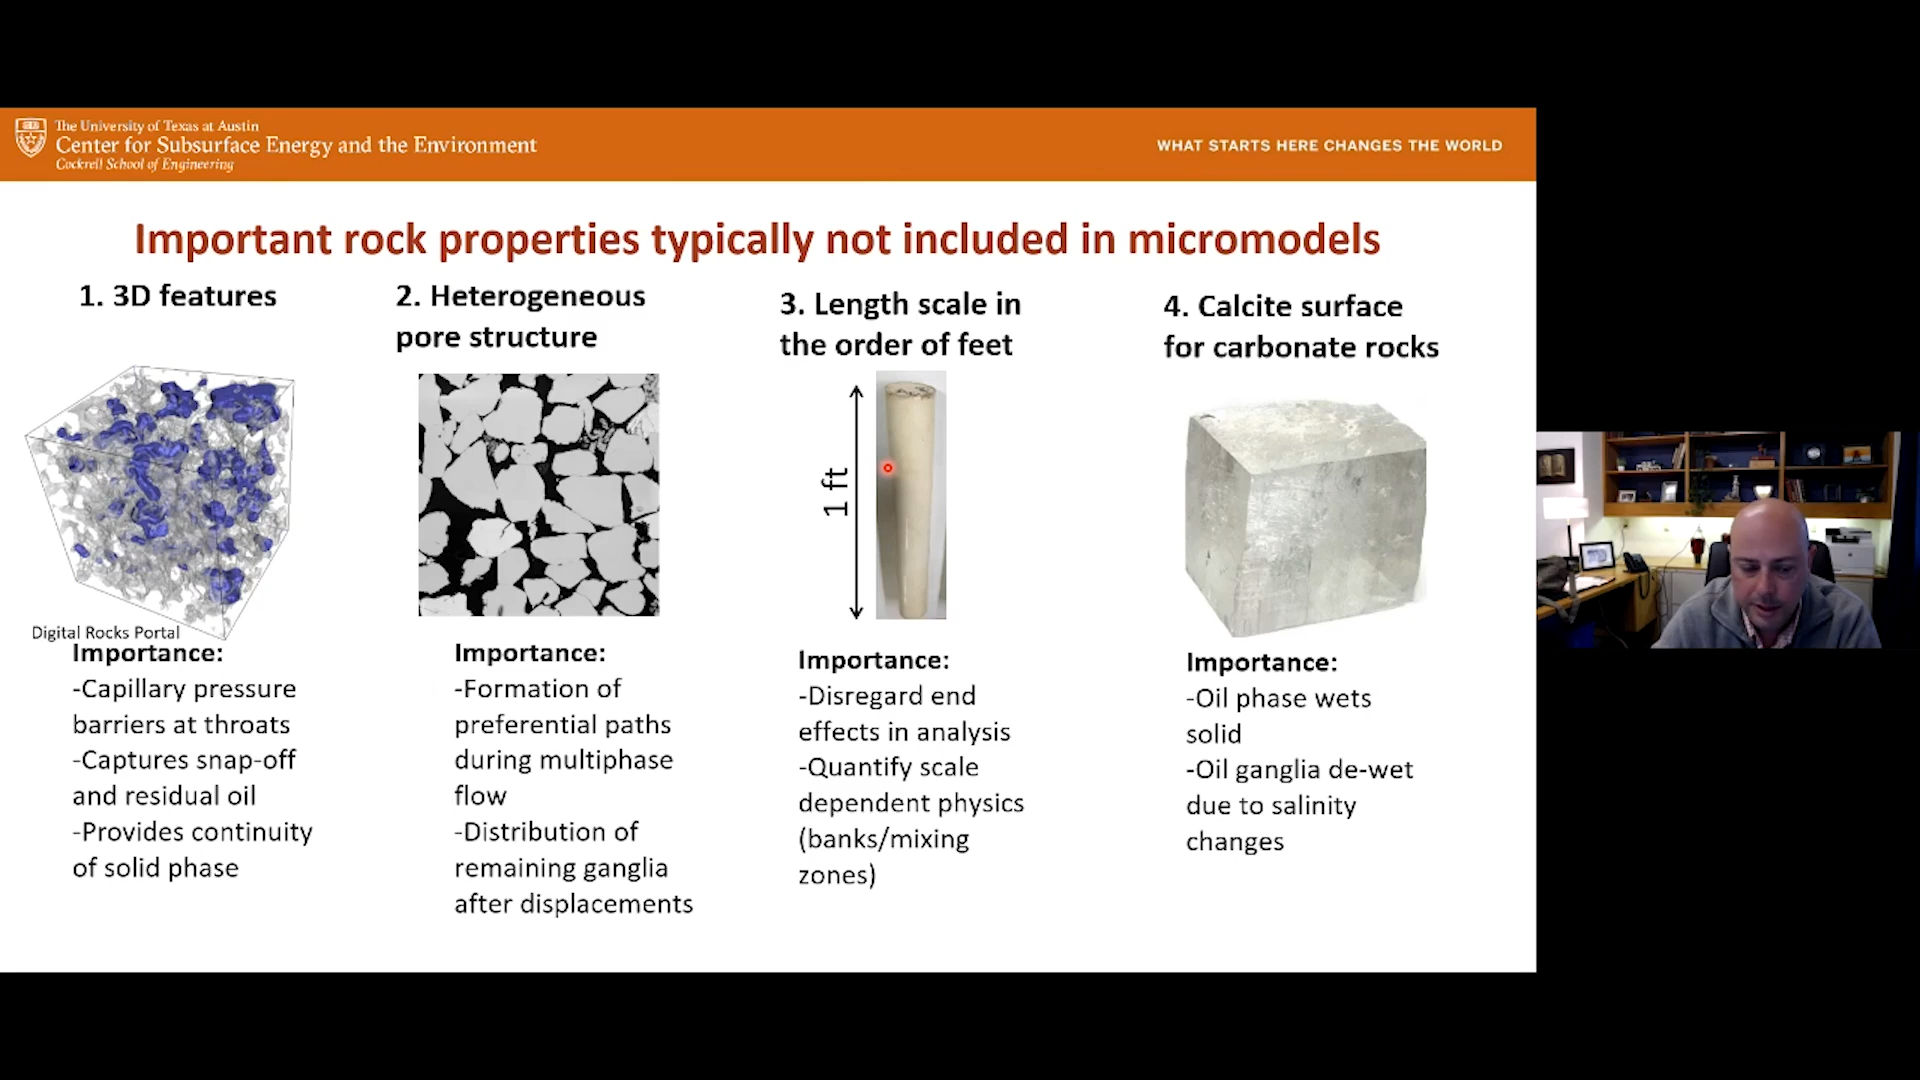 The University of Texas at Austin
Center for Subsurface Energy and the Environment
Cockrell School of Engineering
WHAT STARTS HERE CHANGES THE WORLD
Important rock properties typically not included in micromodels
1. 3D features
Digital Rocks Portal
Importance:
-Capillary pressure
barriers at throats
-Captures snap-off
and residual oil
-Provides continuity
of solid phase
2. Heterogeneous
pore structure
Importance:
-Formation of
preferential paths
during multiphase
flow
-Distribution of
remaining ganglia
after displacements
3. Length scale in
the order of feet
1 ft
Importance:
-Disregard end
effects in analysis
-Quantify scale
dependent physics
(banks/mixing
zones)
4. Calcite surface
for carbonate rocks
Importance:
-Oil phase wets
solid
-Oil ganglia de-wet
due to salinity
changes